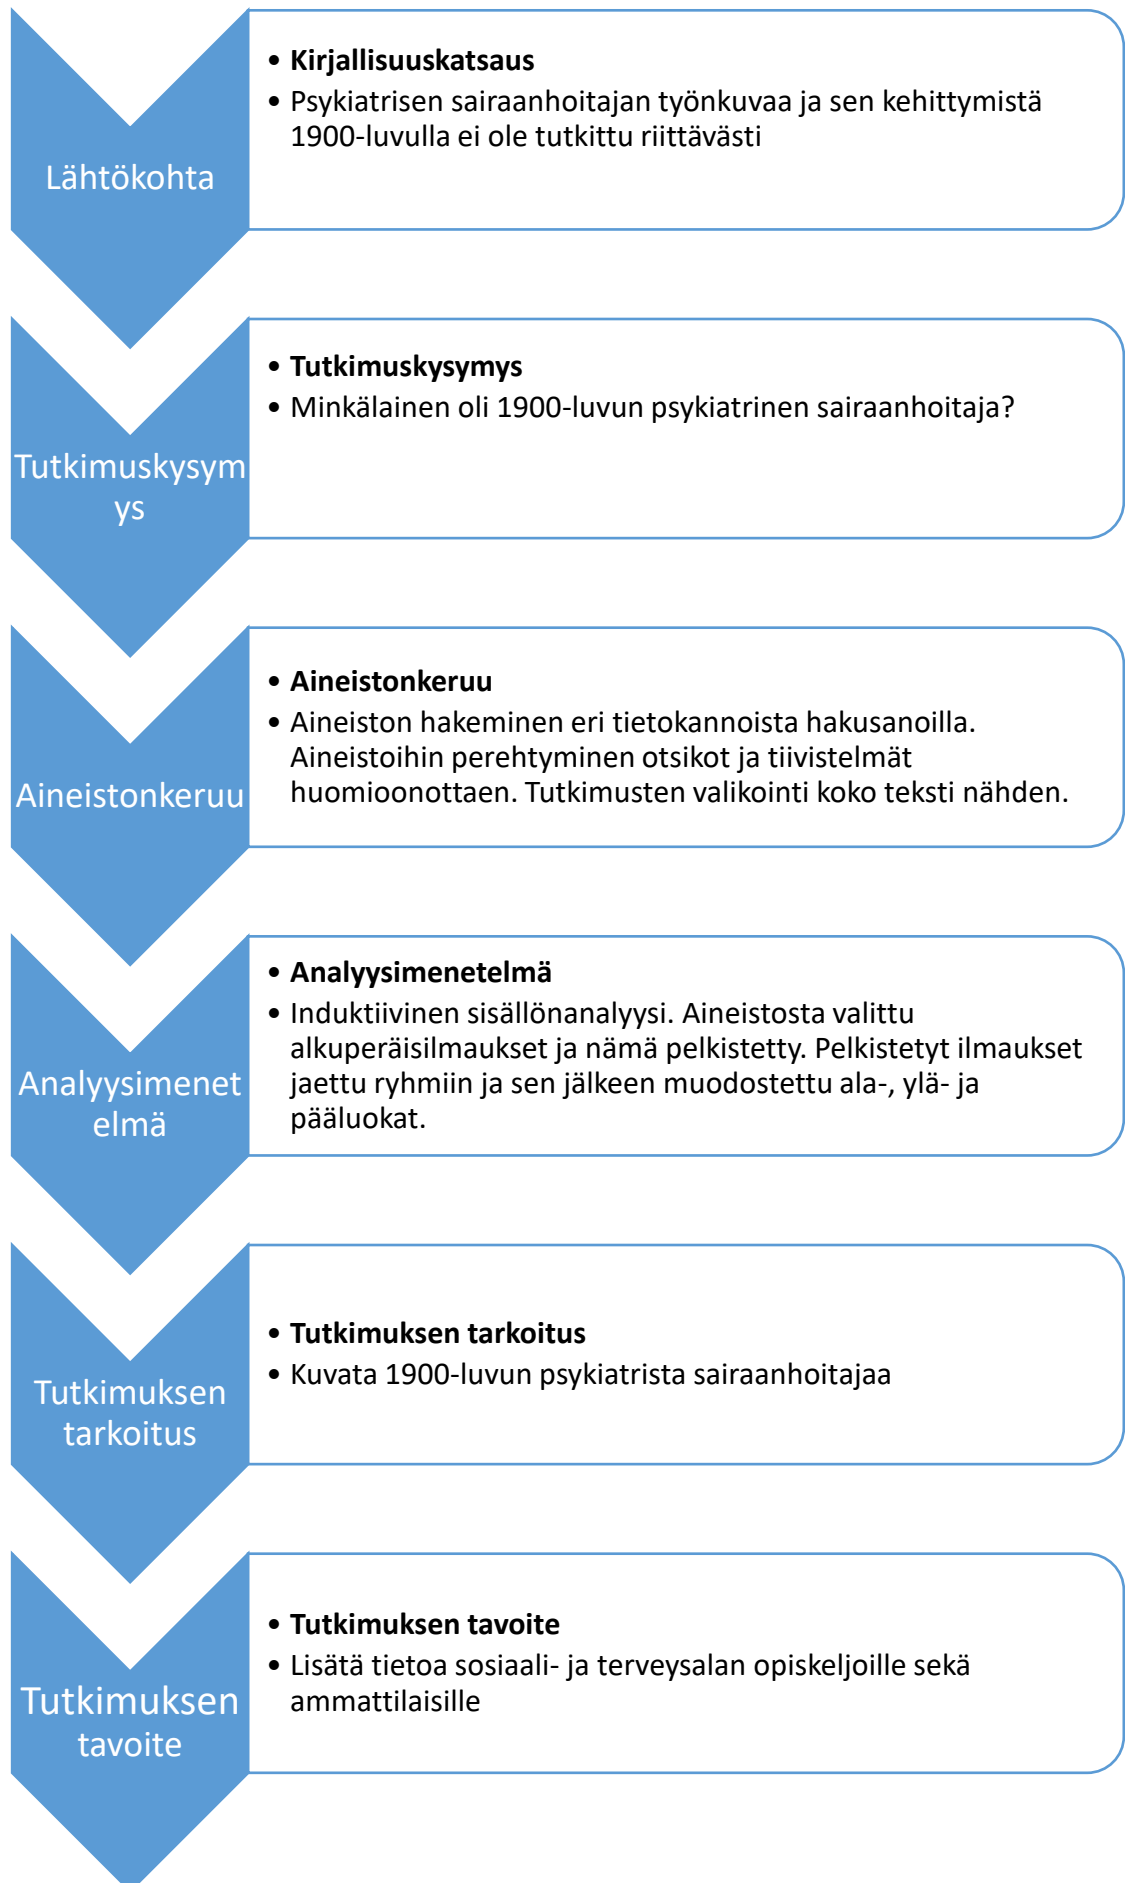 Lähtökohta
• Kirjallisuuskatsaus
• Psykiatrisen sairaanhoitajan työnkuvaa ja sen kehittymistä
1900-luvulla ei ole tutkittu riittävästi
Tutkimuskysym
ys
• Tutkimuskysymys
• Minkälainen oli 1900-luvun psykiatrinen sairaanhoitaja?
Aineistonkeruu
• Aineistonkeruu
• Aineiston hakeminen eri tietokannoista hakusanoilla.
Aineistoihin perehtyminen otsikot ja tiivistelmät
huomioonottaen. Tutkimusten valikointi koko teksti nähden.
Analyysimenet
elmä
• Analyysimenetelmä
• Induktiivinen sisällönanalyysi. Aineistosta valittu
alkuperäisilmaukset ja nämä pelkistetty. Pelkistetyt ilmaukset
jaettu ryhmiin ja sen jälkeen muodostettu ala-, ylä- ja
pääluokat.
Tutkimuksen
tarkoitus
• Tutkimuksen tarkoitus
• Kuvata 1900-luvun psykiatrista sairaanhoitajaa
Tutkimuksen
tavoite
• Tutkimuksen tavoite
• Lisätä tietoa sosiaali- ja terveysalan opiskeljoille sekä
ammattilaisille